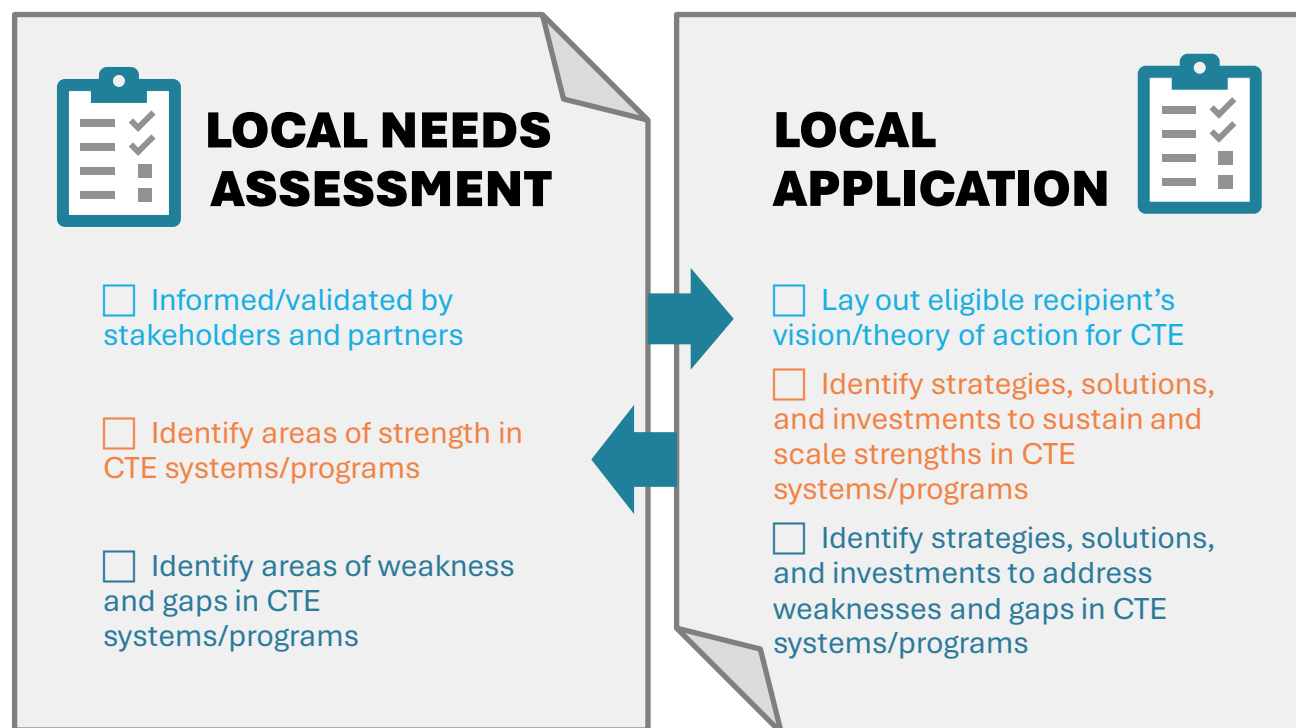 LOCAL NEEDS
ASSESSMENT
☐ Informed/validated by
stakeholders and partners
☐ Identify areas of strength in
CTE systems/programs
☐ Identify areas of weakness
and gaps in CTE
systems/programs
LOCAL
APPLICATION
☐ Lay out eligible recipient’s
vision/theory of action for CTE
☐ Identify strategies, solutions,
and investments to sustain and
scale strengths in CTE
systems/programs
☐ Identify strategies, solutions,
and investments to address
weaknesses and gaps in CTE
systems/programs